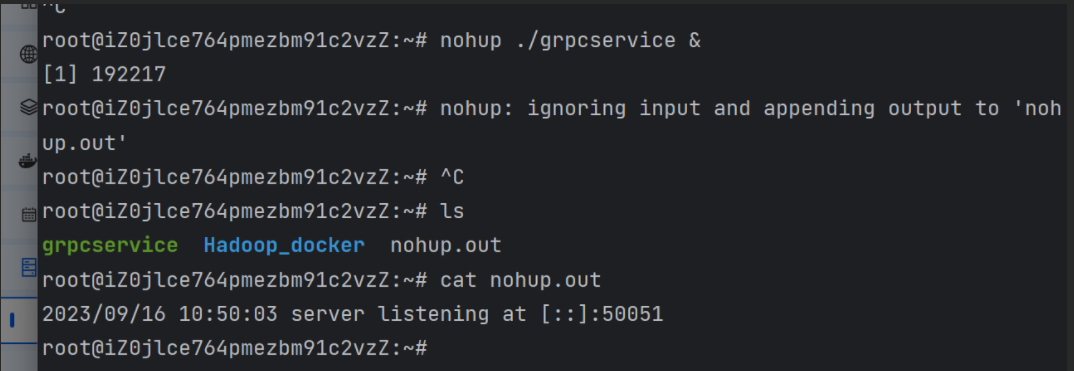 ^C
root@iZ0jlce764pmezbm91c2vzZ:~# nohup ./grpcservice &
[1] 192217
root@iZ0jlce764pmezbm91c2vzZ:~# nohup: ignoring input and appending output to 'noh
up.out'
root@iZ0jlce764pmezbm91c2vzZ:~# ^C
root@iZ0jlce764pmezbm91c2vzZ:~# ls
grpcservice  Hadoop_docker  nohup.out
root@iZ0jlce764pmezbm91c2vzZ:~# cat nohup.out
2023/09/16 10:50:03 server listening at [::]:50051
root@iZ0jlce764pmezbm91c2vzZ:~#